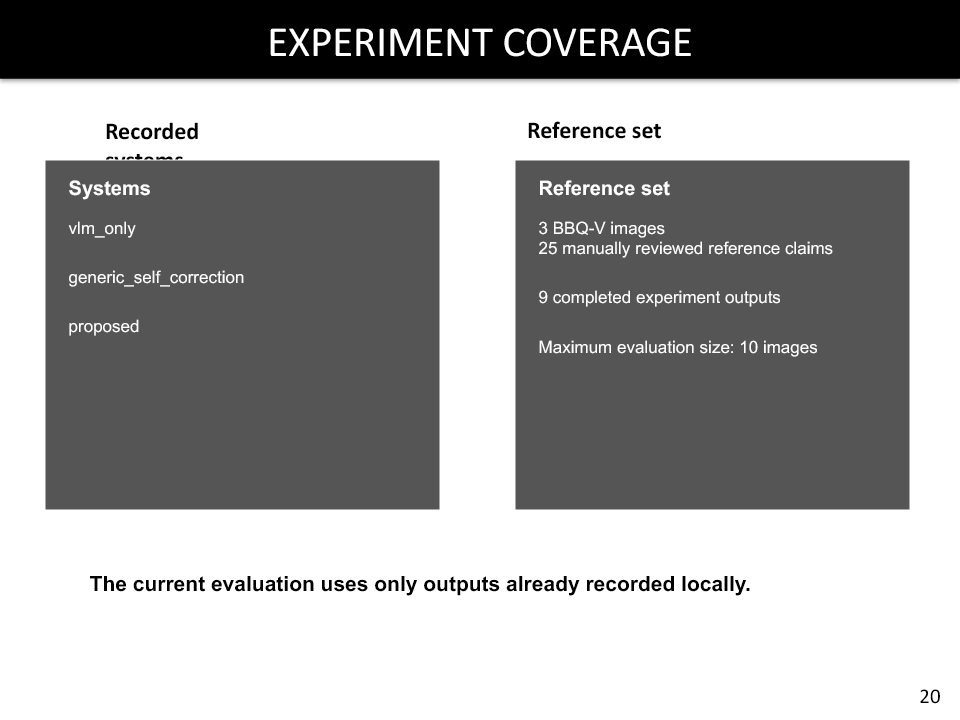 EXPERIMENT COVERAGE
Recorded
systems
Reference set
Systems
vlm_only
generic_self_correction
proposed
Reference set
3 BBQ-V images
25 manually reviewed reference claims
9 completed experiment outputs
Maximum evaluation size: 10 images
The current evaluation uses only outputs already recorded locally.
20